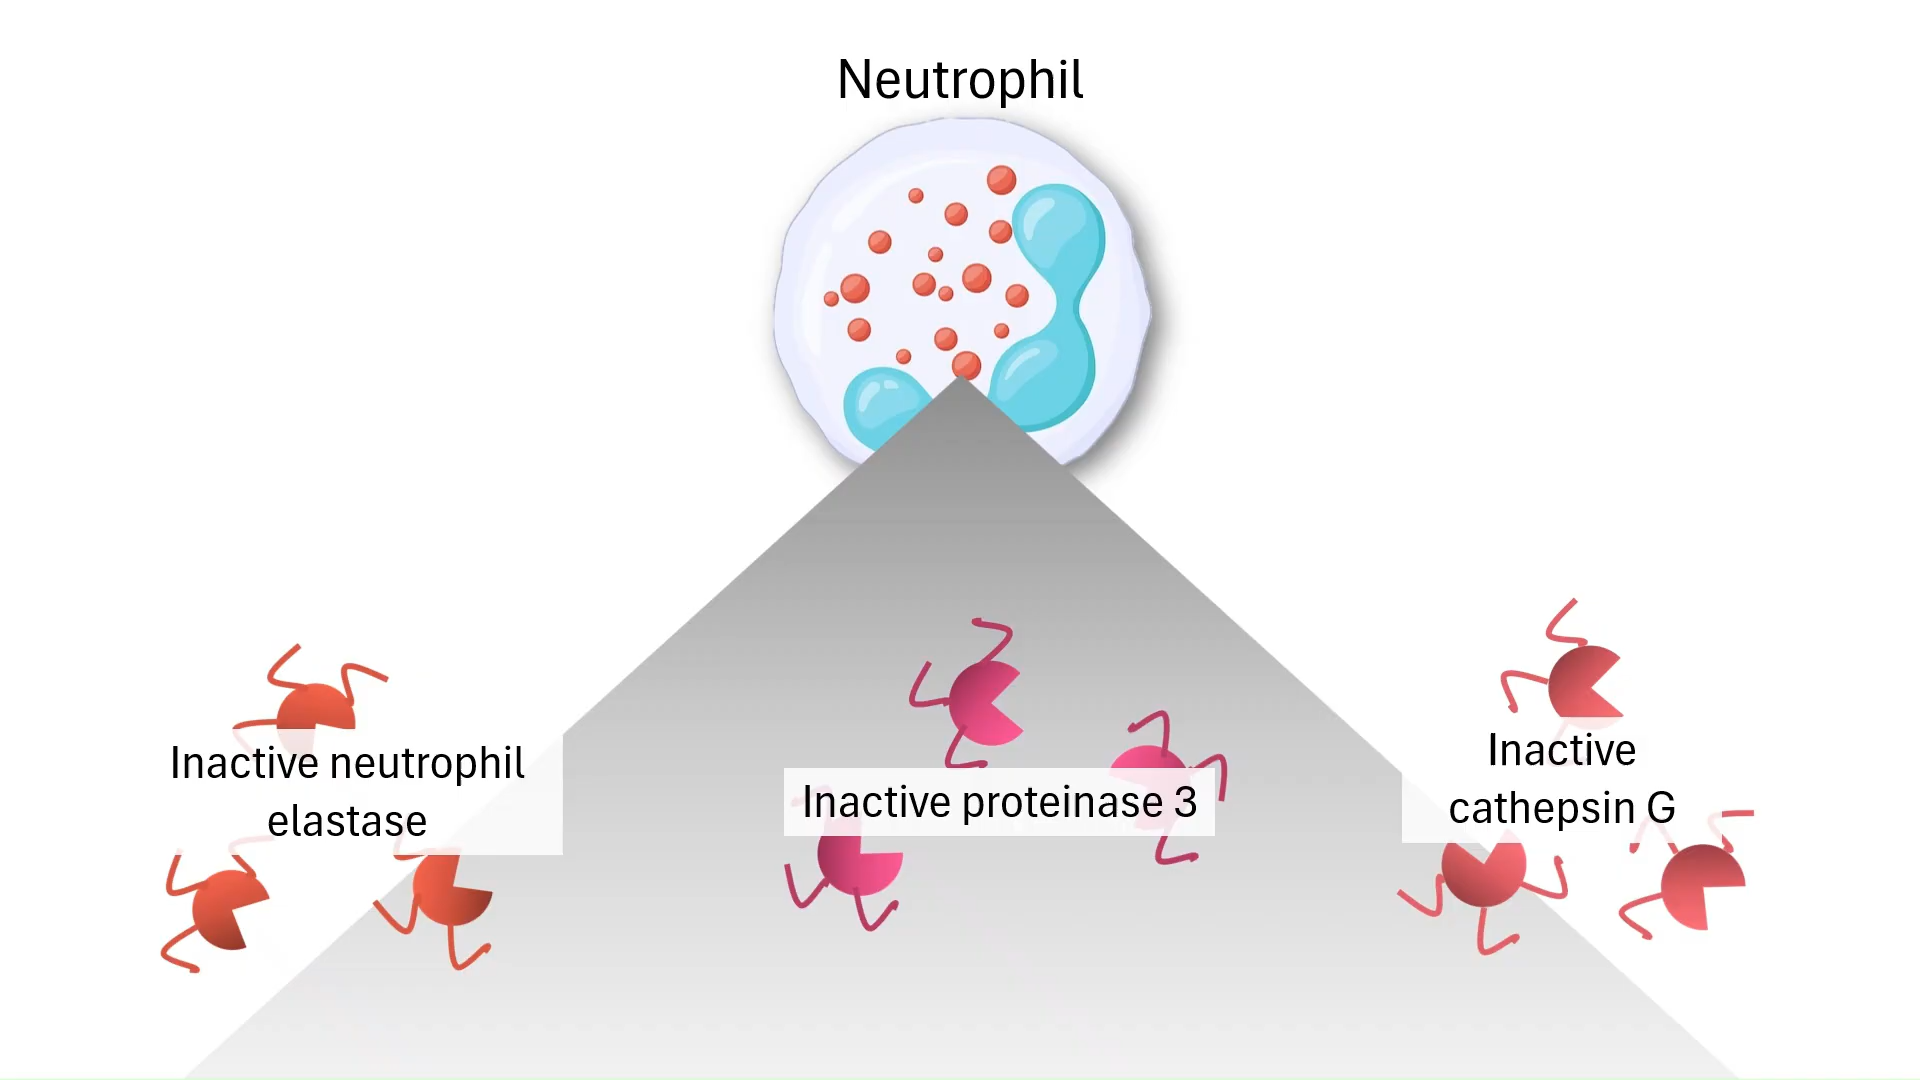 Neutrophil
Inactive neutrophil
elastase
Inactive proteinase 3
Inactive
cathepsin G